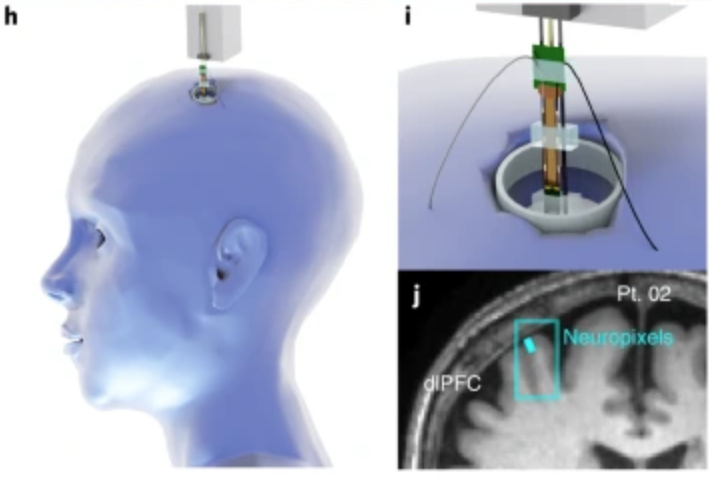 h
i
j
Pt. 02
Neuropixels
dlPFC